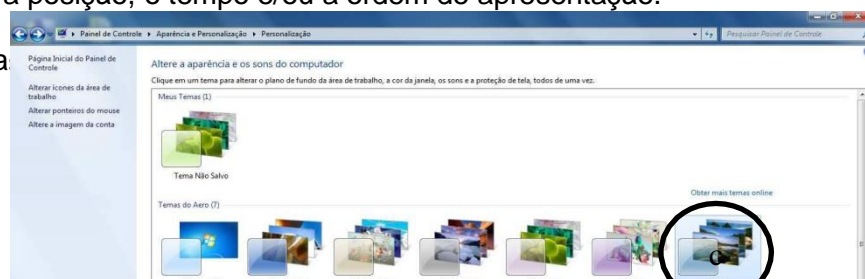 a posição, o tempo e/ou a ordem de apresentação.
Painel de Controle ▸ Aparência e Personalização ▸ Personalização
Pesquisar Painel de Controle
Página Inicial do Painel de
Controle
Alterar ícones da área de
trabalho
Alterar ponteiros do mouse
Altere a imagem da conta
Altere a aparência e os sons do computador
Clique em um tema para alterar o plano de fundo da área de trabalho, a cor da janela, os sons e a proteção de tela, todos de uma vez.
Meus Temas (1)
Tema Não Salvo
Obter mais temas online
Temas do Aero (7)
C